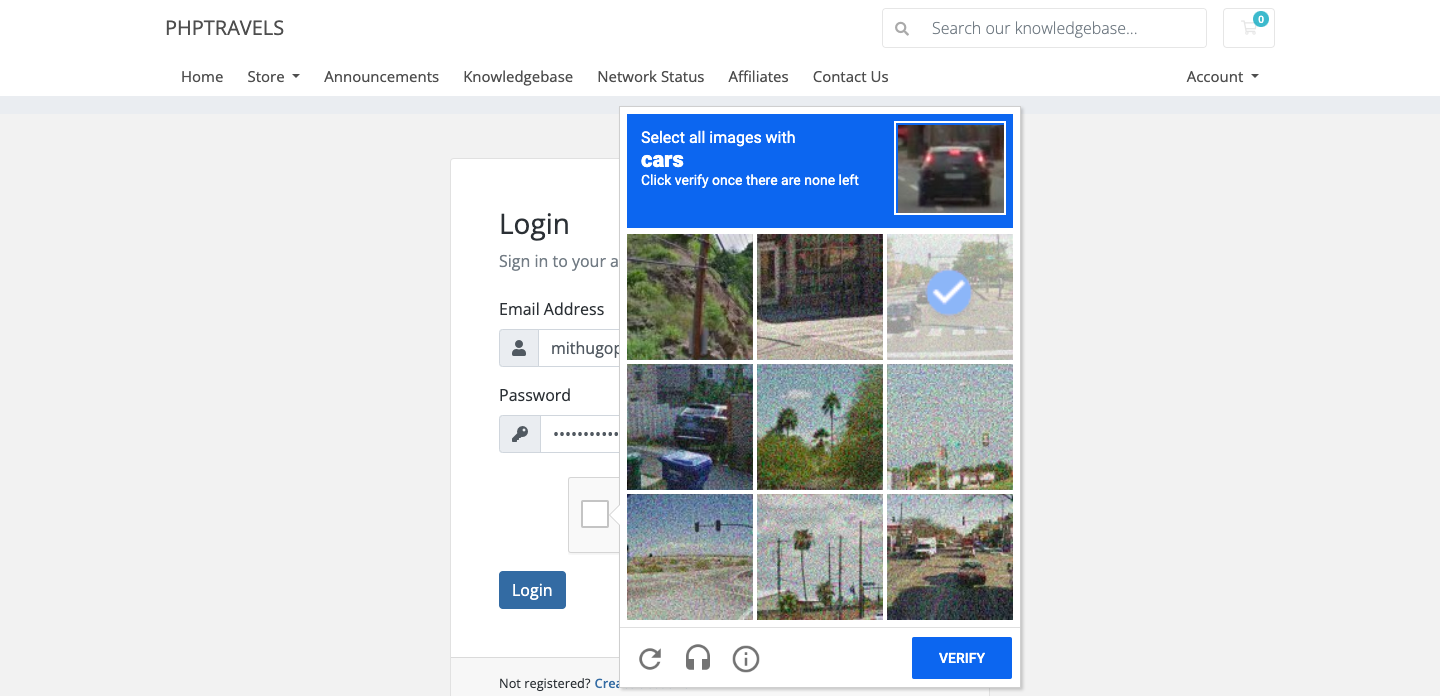 PHPTRAVELS
Search our knowledgebase...
0
Home Store Announcements Knowledgebase Network Status Affiliates Contact Us Account
Select all images with
cars
Click verify once there are none left
Login
Sign in to your a
Email Address
mithugop
Password
Login
VERIFY
Not registered? Crea